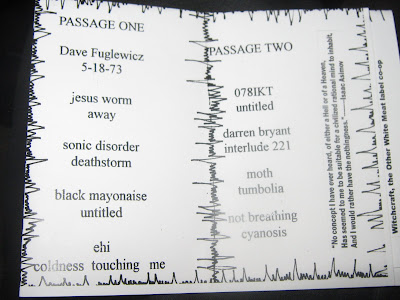 PASSAGE ONE
Dave Fuglewicz
5-18-73
jesus worm
away
sonic disorder
deathstorm
black mayonaise
untitled
ehi
coldness touching me
PASSAGE TWO
078IKT
untitled
darren bryant
interlude 221
moth
tumbolia
not breathing
cyanosis
"No concept I have ever heard, of either a Hell or of a Heaven,
Has seemed to me to be suitable for a civilized rational mind to inhabit,
And I would rather have the nothingness."-----Isaac Asimov
Witchcraft, the Other White Meat label co-op